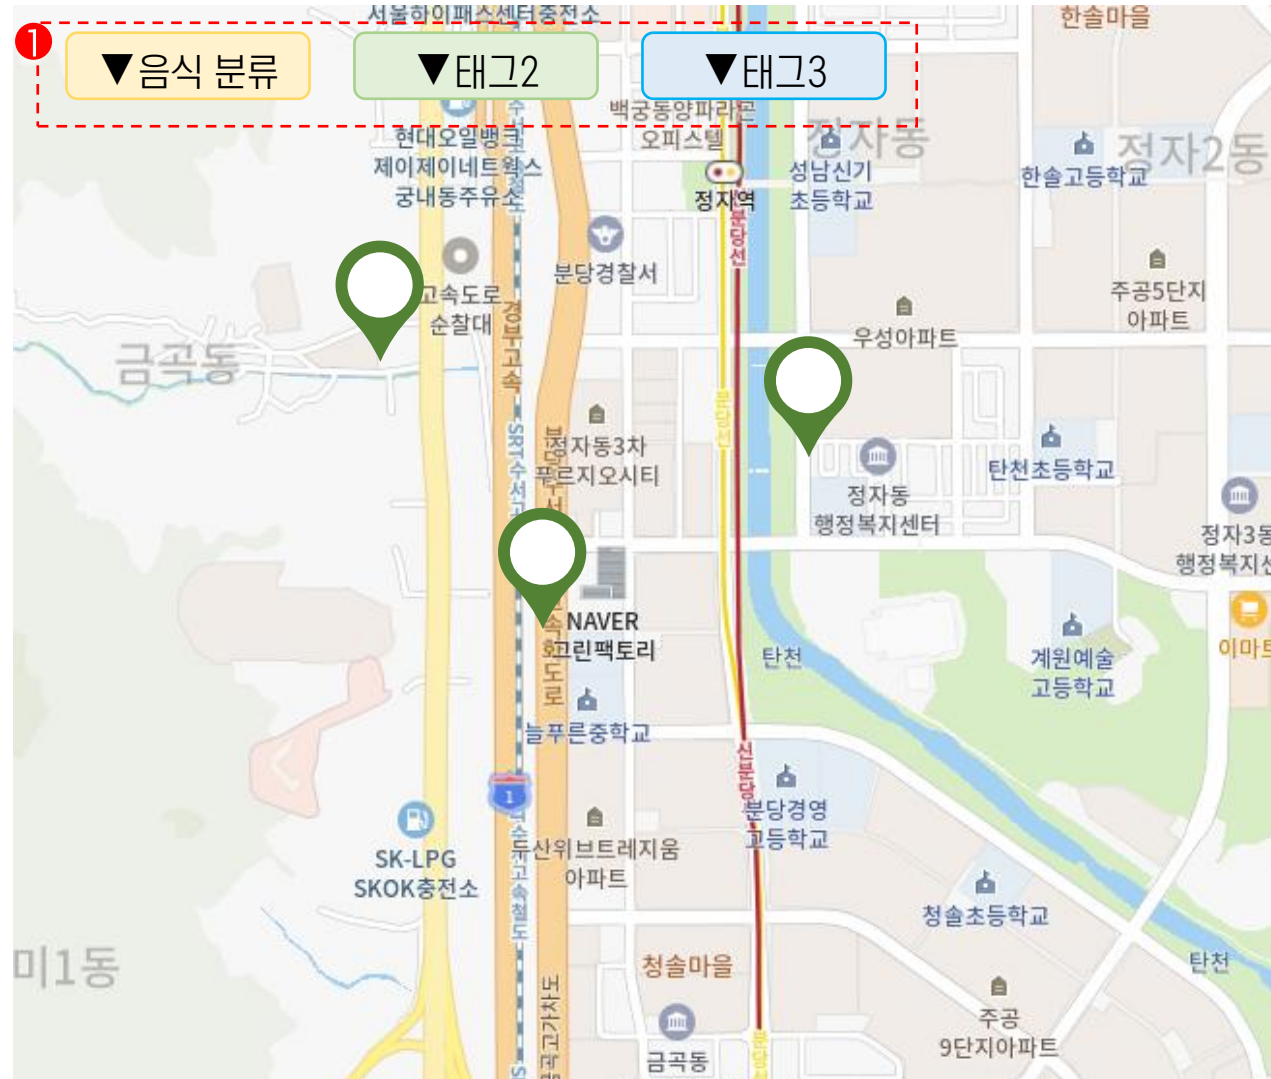 서울하이패스센터충전소
한솔마을
1
▼음식 분류
▼태그2
▼태그3
현대오일뱅크
제이제이네트웍스
궁내동주유소
백궁동양파라곤
오피스텔
정자동
정자2동
성남신기
초등학교
한솔고등학교
정자역
신분당선
분당경찰서
고속도로
순찰대
주공5단지
아파트
우성아파트
금곡동
경부고속
분당선
정자동3차
푸르지오시티
탄천초등학교
정자동
행정복지센터
정자3동
NAVER
그린팩토리
탄천
계원예술
고등학교
이마트
늘푸른중학교
1
분당경영
고등학교
SK-LPG
SKOK충전소
두산위브트레지움
아파트
청솔초등학교
미1동
청솔마을
탄천
주공
9단지아파트
금곡동